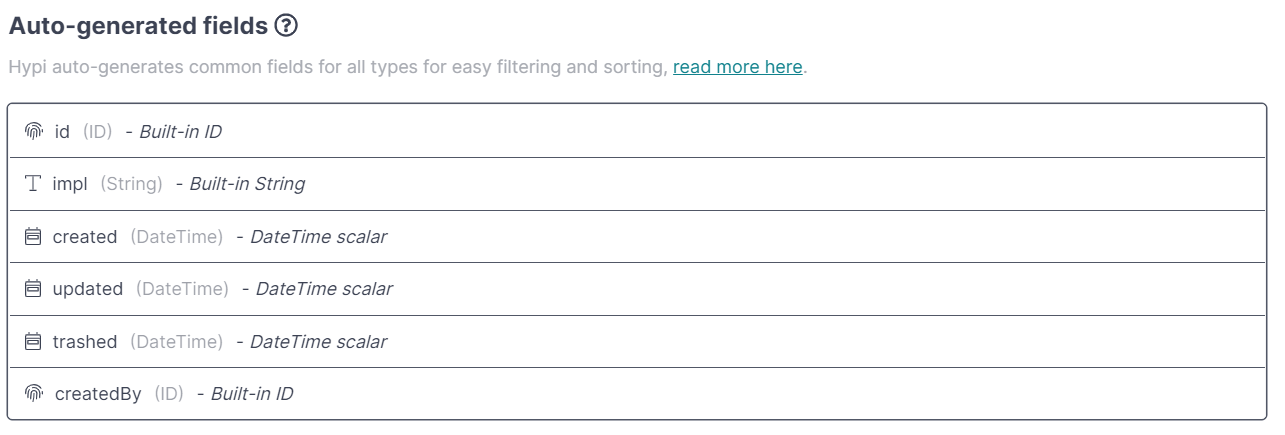 Auto-generated fields ?
Hypi auto-generates common fields for all types for easy filtering and sorting, read more here.
id (ID) - Built-in ID
impl (String) - Built-in String
created (DateTime) - DateTime scalar
updated (DateTime) - DateTime scalar
trashed (DateTime) - DateTime scalar
createdBy (ID) - Built-in ID